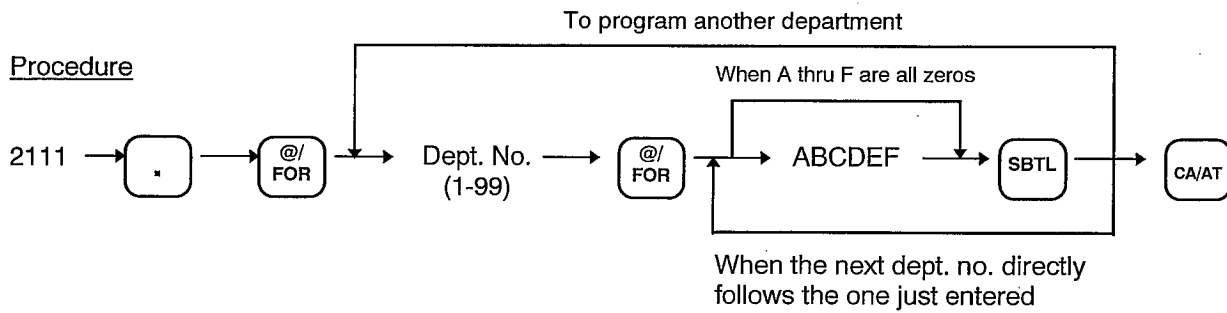 To program another department
Procedure
When A thru F are all zeros
2111
.
@/
FOR
Dept. No.
(1-99)
@/
FOR
ABCDEF
SBTL
CA/AT
When the next dept. no. directly
follows the one just entered